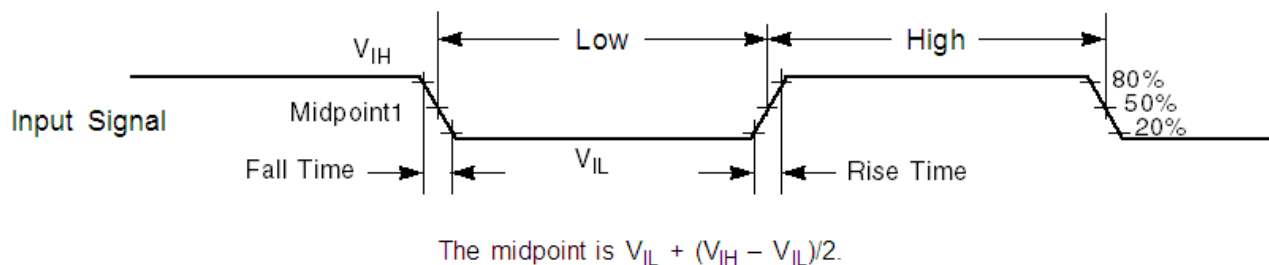 Low
High
VIH
80%
Input Signal
Midpoint1
50%
20%
Fall Time
VIL
Rise Time
The midpoint is VIL + (VIH – VIL)/2.